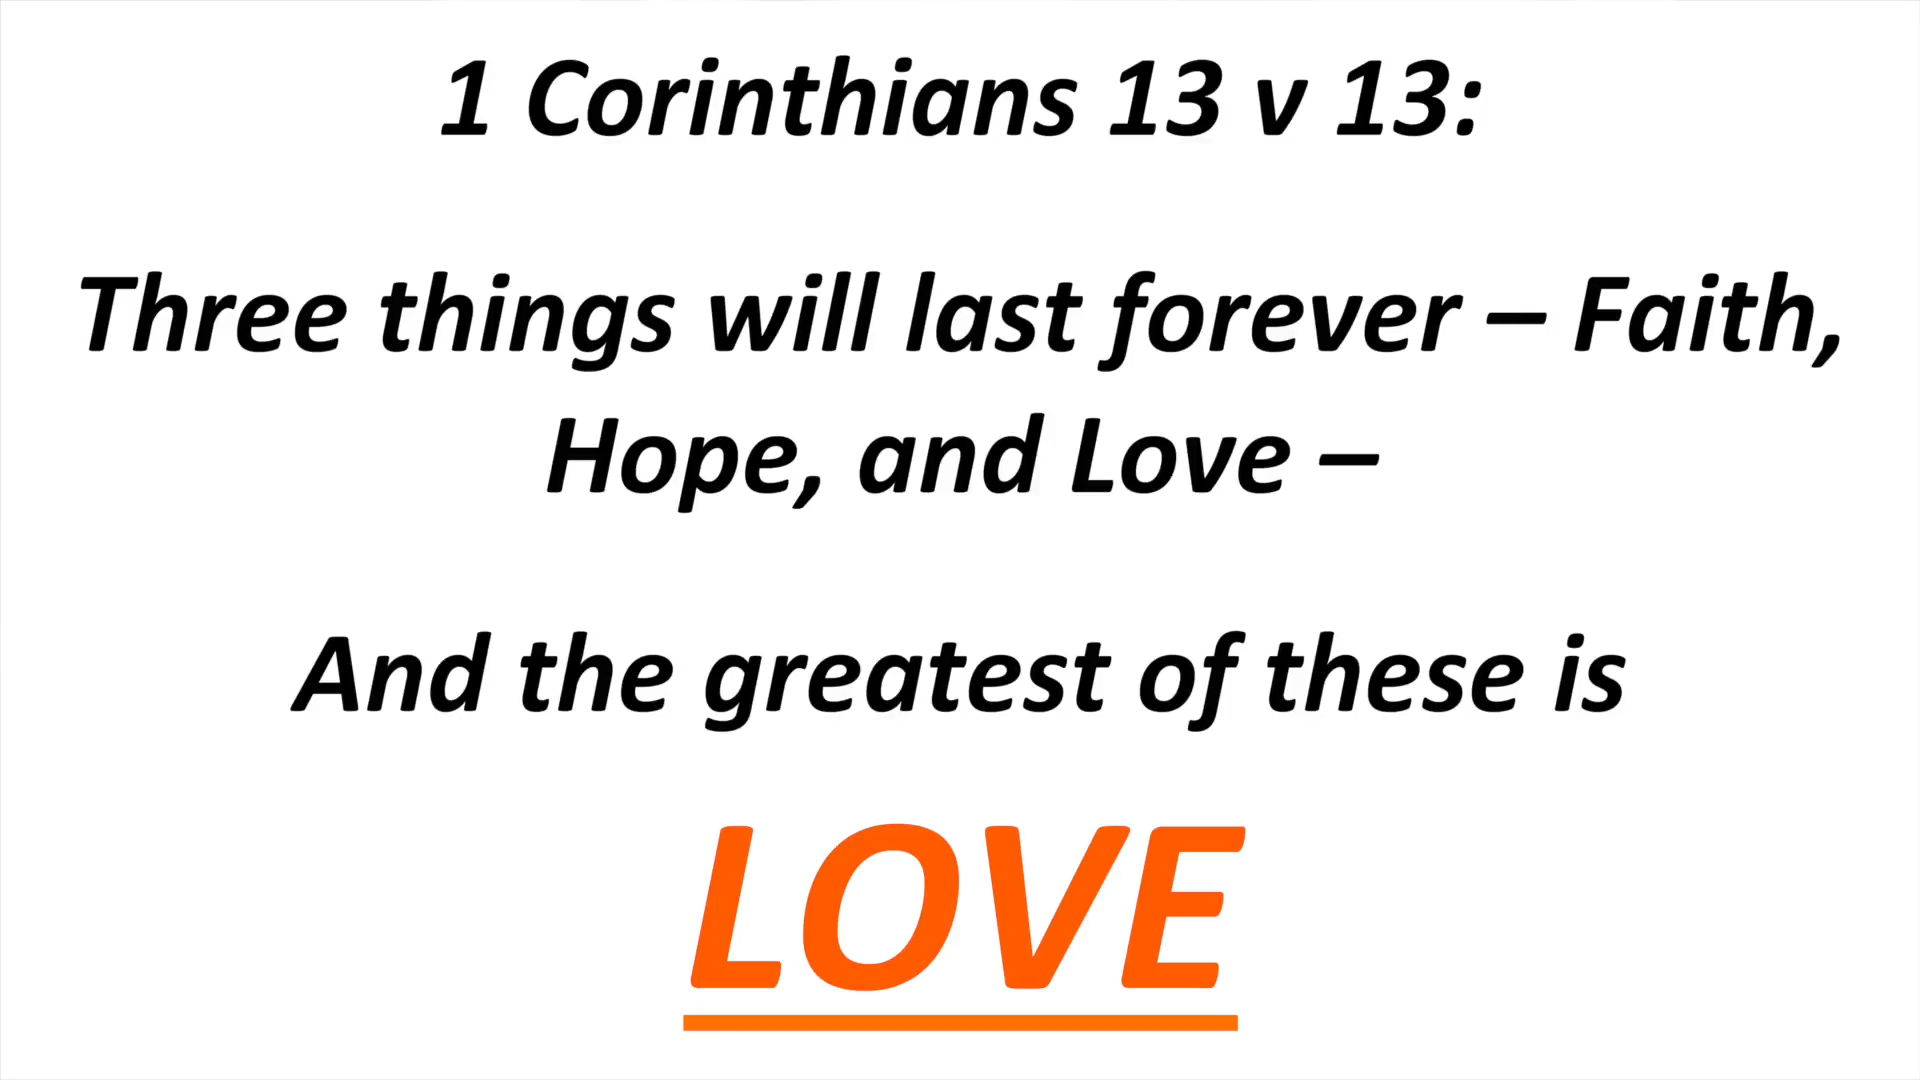 1 Corinthians 13 v 13:
Three things will last forever – Faith,
Hope, and Love –
And the greatest of these is
LOVE